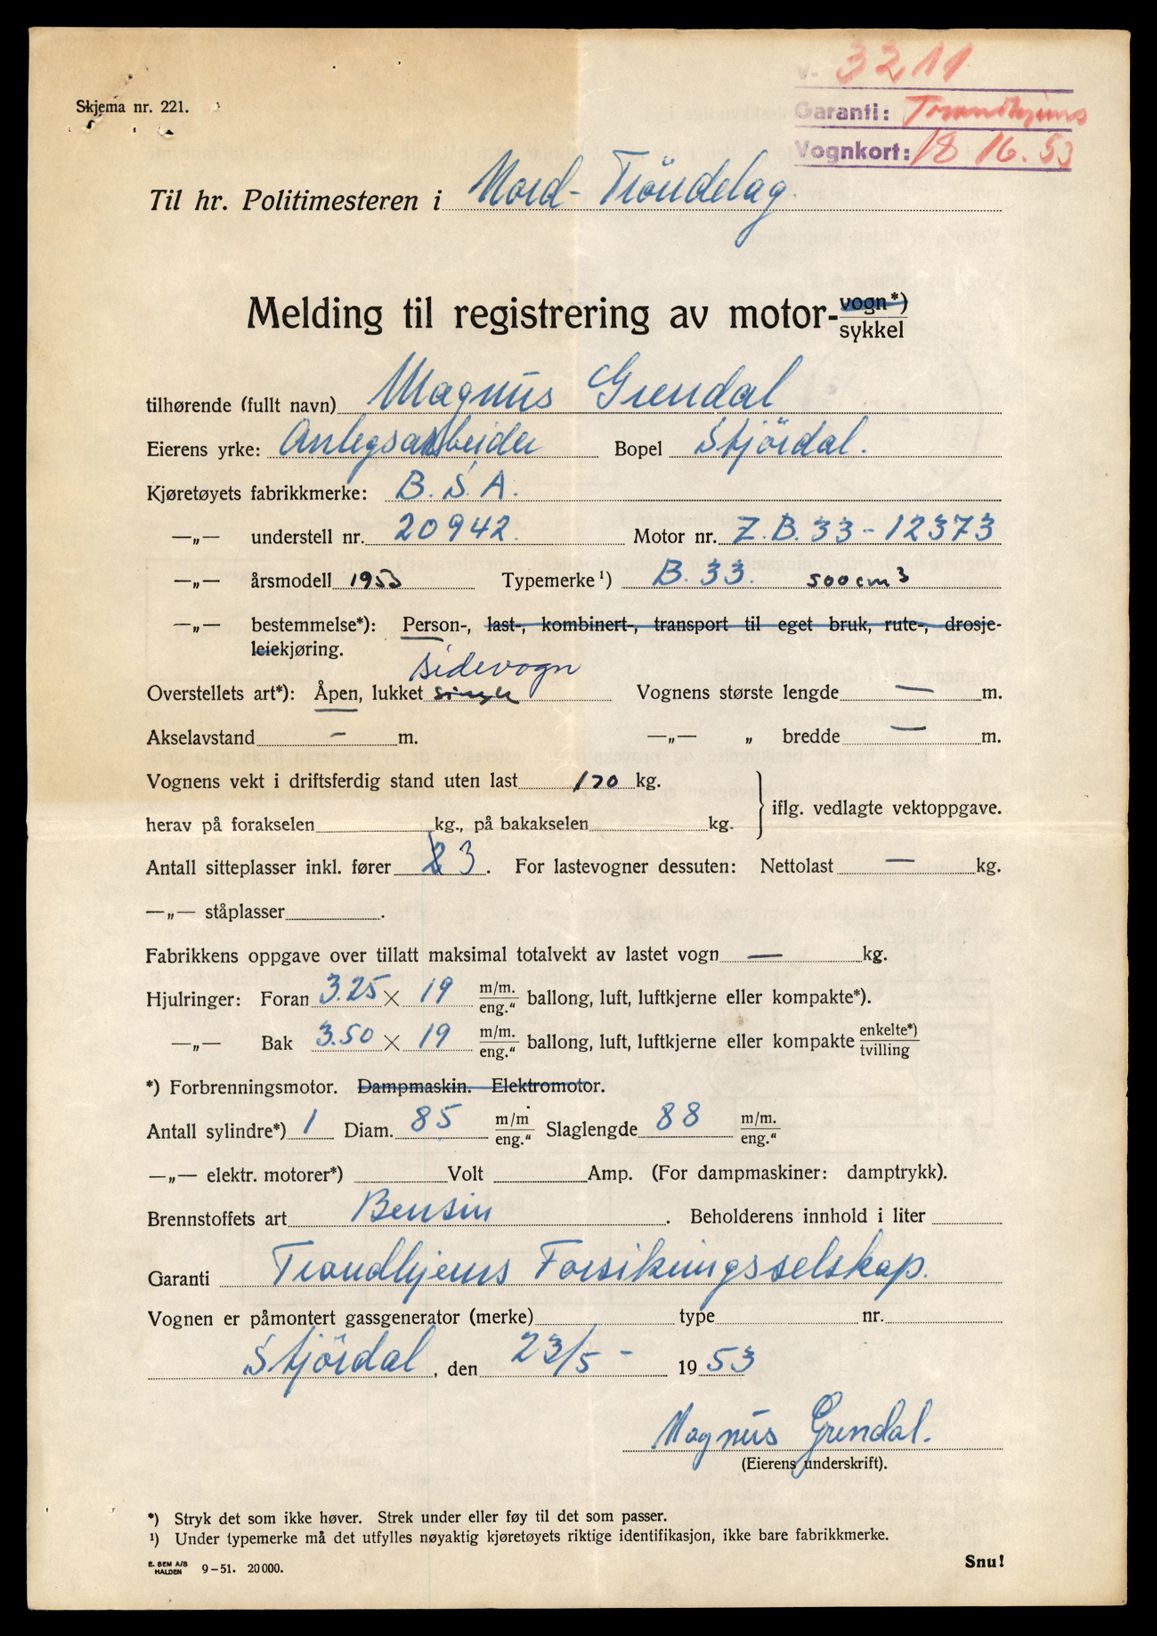 Skjema nr. 221.
V- 3211
Garanti: Trondhjems
Vognkort: 18/6.53
Til hr. Politimesteren i Nord-Tröndelag.
Melding til registrering av motor- vogn*) sykkel
tilhørende (fullt navn) Magnus Grendal
Eierens yrke: Anlegsarbeider Bopel Stjördal.
Kjøretøyets fabrikkmerke: B.S.A.
—„— understell nr. 20942. Motor nr. Z.B.33-12373
—„— årsmodell 1953 Typemerke¹) B.33. 500cm³
—„— bestemmelse*): Person-, last-, kombinert-, transport til eget bruk, rute-, drosje-
leiekjøring.
sidevogn
Overstellets art*): Åpen, lukket Vognens største lengde — m.
Akselavstand - m. —„— „ bredde — m.
Vognens vekt i driftsferdig stand uten last 170 kg.
iflg. vedlagte vektoppgave.
herav på forakselen kg., på bakakselen kg.
Antall sitteplasser inkl. fører 2 3. For lastevogner dessuten: Nettolast — kg.
—„— ståplasser .
Fabrikkens oppgave over tillatt maksimal totalvekt av lastet vogn — kg.
Hjulringer: Foran 3.25 × 19 m/m. eng.“ ballong, luft, luftkjerne eller kompakte*).
—„— Bak 3.50 × 19 m/m. eng.“ ballong, luft, luftkjerne eller kompakte enkelte*) tvilling
*) Forbrenningsmotor. Dampmaskin. Elektromotor.
Antall sylindre*) 1 Diam. 85 m/m eng.“ Slaglengde 88 m/m. eng.“
—„— elektr. motorer*) Volt Amp. (For dampmaskiner: damptrykk).
Brennstoffets art Bensin . Beholderens innhold i liter
Garanti Trondhjems Forsikringsselskap.
Vognen er påmontert gassgenerator (merke) type nr.
Stjördal , den 23/5 - 1953
Magnus Grendal.
(Eierens underskrift).
*) Stryk det som ikke høver. Strek under eller føy til det som passer.
¹) Under typemerke må det utfylles nøyaktig kjøretøyets riktige identifikasjon, ikke bare fabrikkmerke.
E. SEM A/S HALDEN 9-51. 20000.
Snu!